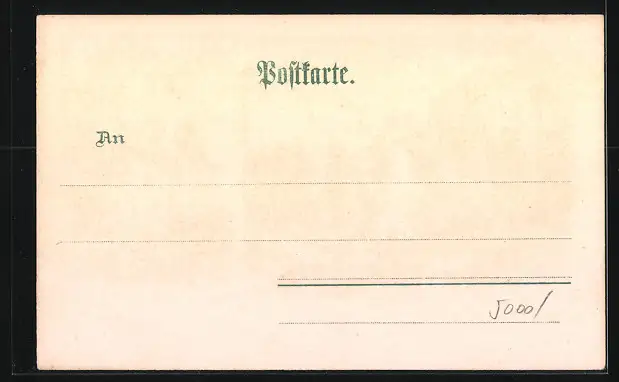 Postkarte.
An
5000/